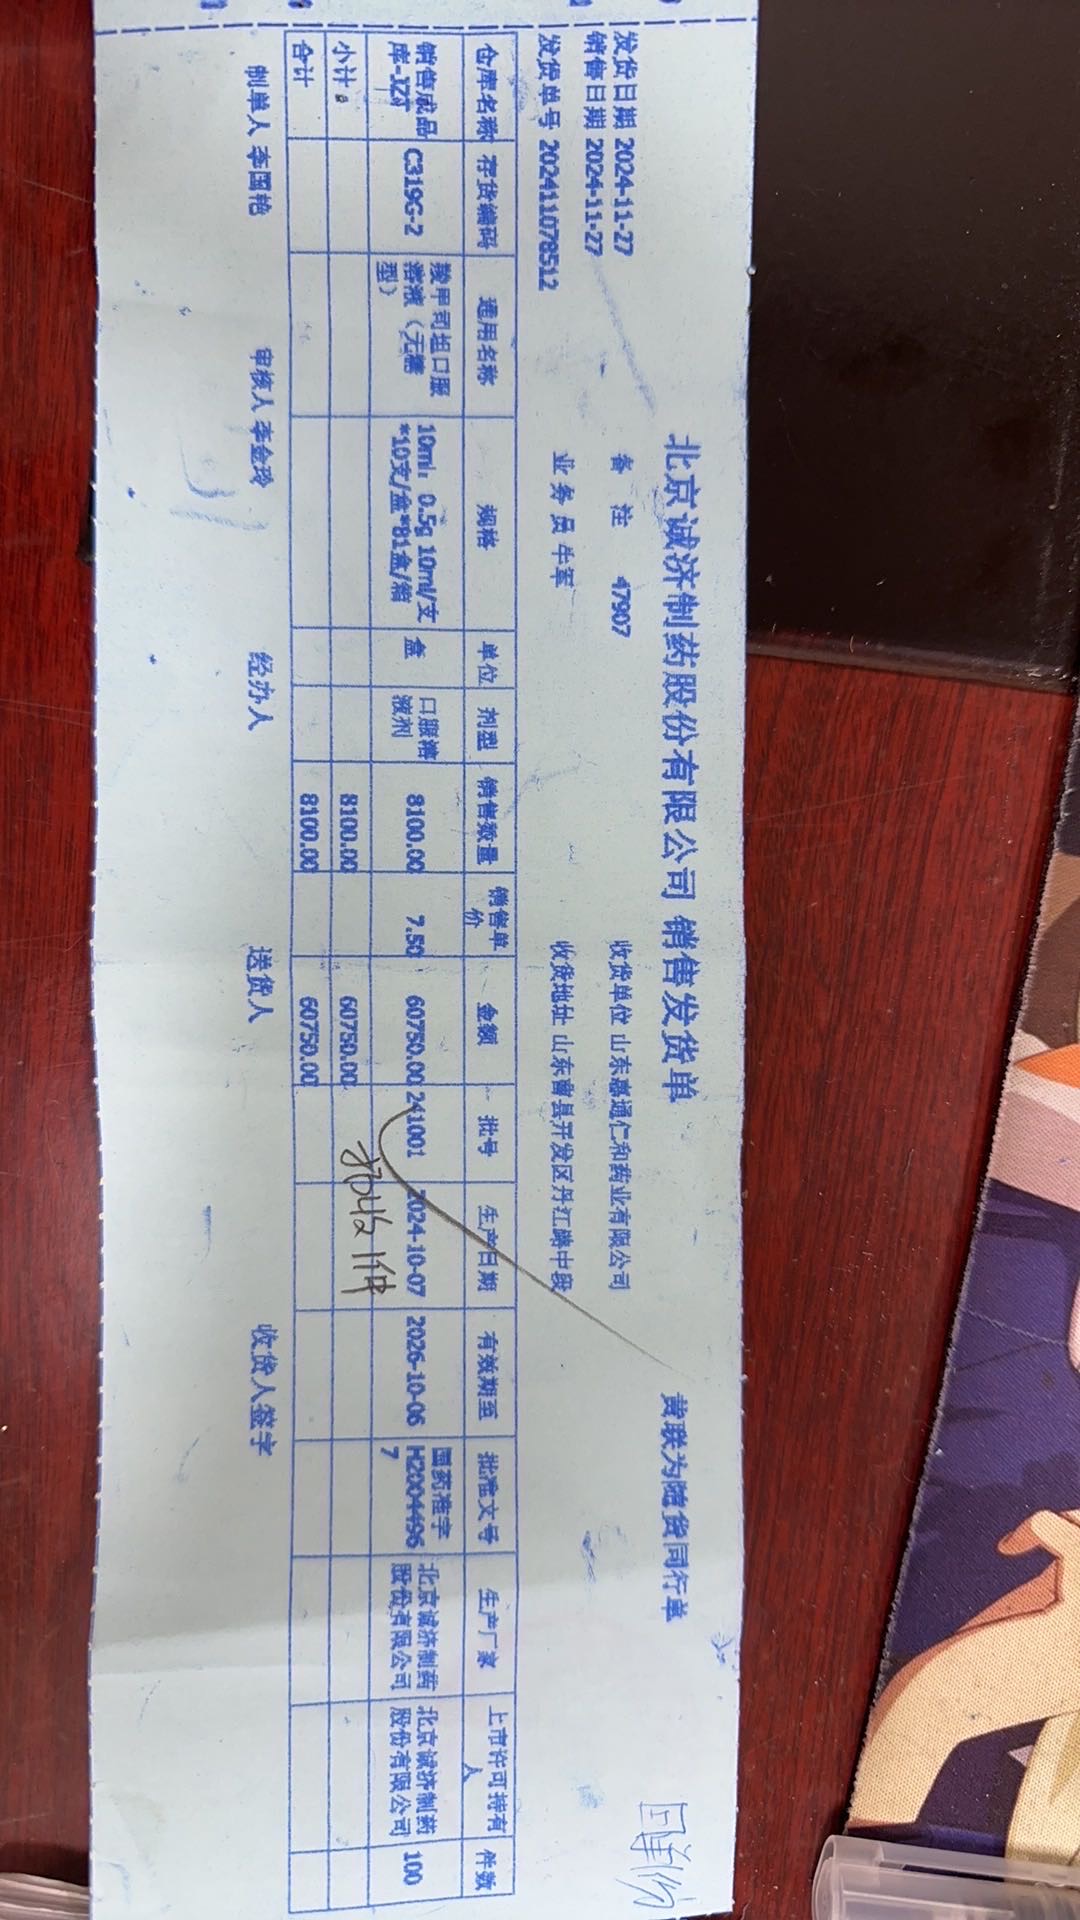 北京诚济制药股份有限公司 销售发货单
黄联为随货同行单
发货日期 2024-11-27
备 注 47907
收货单位 山东惠通仁和药业有限公司
销售日期 2024-11-27
发货单号 202411078512
业 务 员 牛军
收货地址 山东曹县开发区丹江路中段
仓库名称 存货编码 通用名称 规格 单位 剂型 销售数量 销售单价 金额 批号 生产日期 有效期至 批准文号 生产厂家 上市许可持有人 件数
销售成品库-双村 C319G-2 羧甲司坦口服溶液（无糖型） 10ml：0.5g 10ml/支*10支/盒*81盒/箱 盒 口服溶液剂 8100.00 7.50 60750.00 241001 2024-10-07 2026-10-06 国药准字H20044967 北京诚济制药股份有限公司 北京诚济制药股份有限公司 100
小计： 8100.00 60750.00
合计 8100.00 60750.00
制单人 李国艳 审核人 李金玲 经办人 送货人 收货人签字